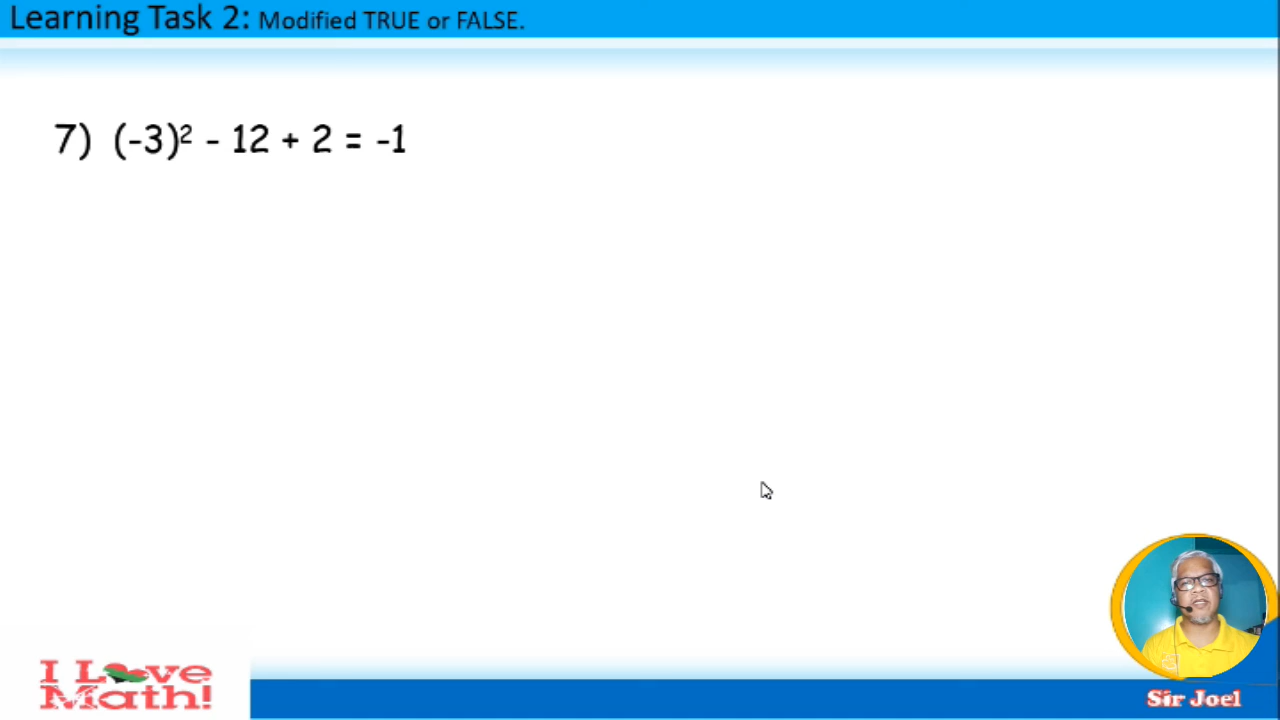 Learning Task 2: Modified TRUE or FALSE.
7) (-3)² - 12 + 2 = -1
I Love
Math!
Sir Joel